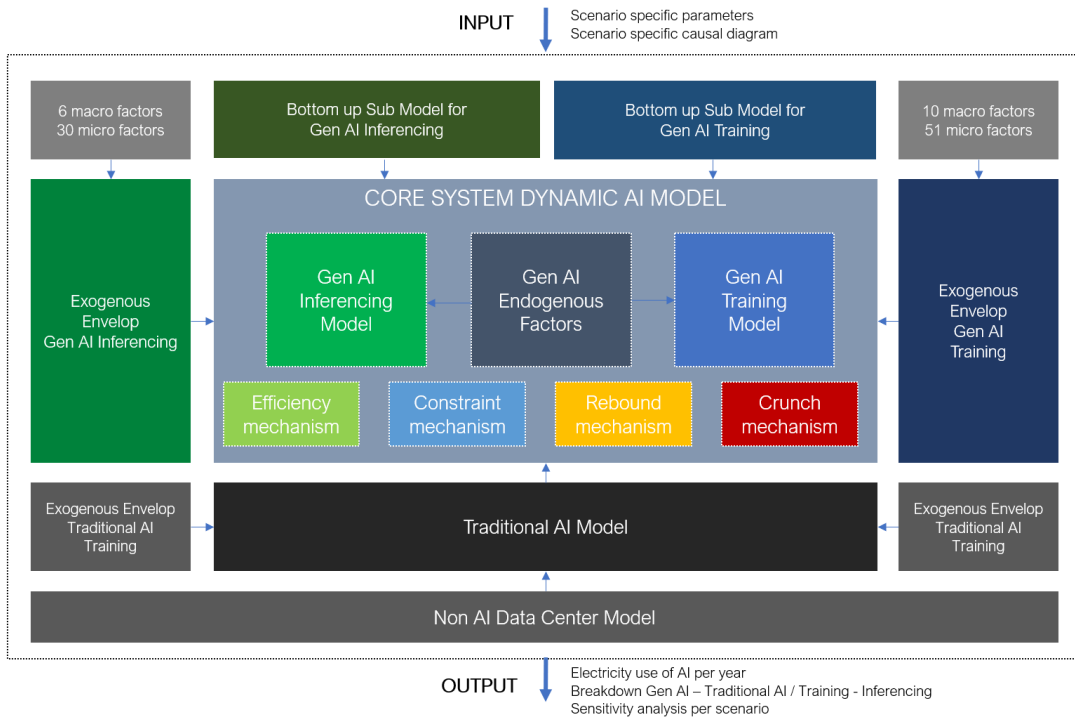 INPUT
Scenario specific parameters
Scenario specific causal diagram
6 macro factors
30 micro factors
Bottom up Sub Model for
Gen AI Inferencing
Bottom up Sub Model for
Gen AI Training
10 macro factors
51 micro factors
Exogenous
Envelop
Gen AI Inferencing
CORE SYSTEM DYNAMIC AI MODEL
Gen AI
Inferencing
Model
Gen AI
Endogenous
Factors
Gen AI
Training
Model
Efficiency
mechanism
Constraint
mechanism
Rebound
mechanism
Crunch
mechanism
Exogenous
Envelop
Gen AI
Training
Exogenous Envelop
Traditional AI
Training
Traditional AI Model
Exogenous Envelop
Traditional AI
Training
Non AI Data Center Model
OUTPUT
Electricity use of AI per year
Breakdown Gen AI – Traditional AI / Training - Inferencing
Sensitivity analysis per scenario